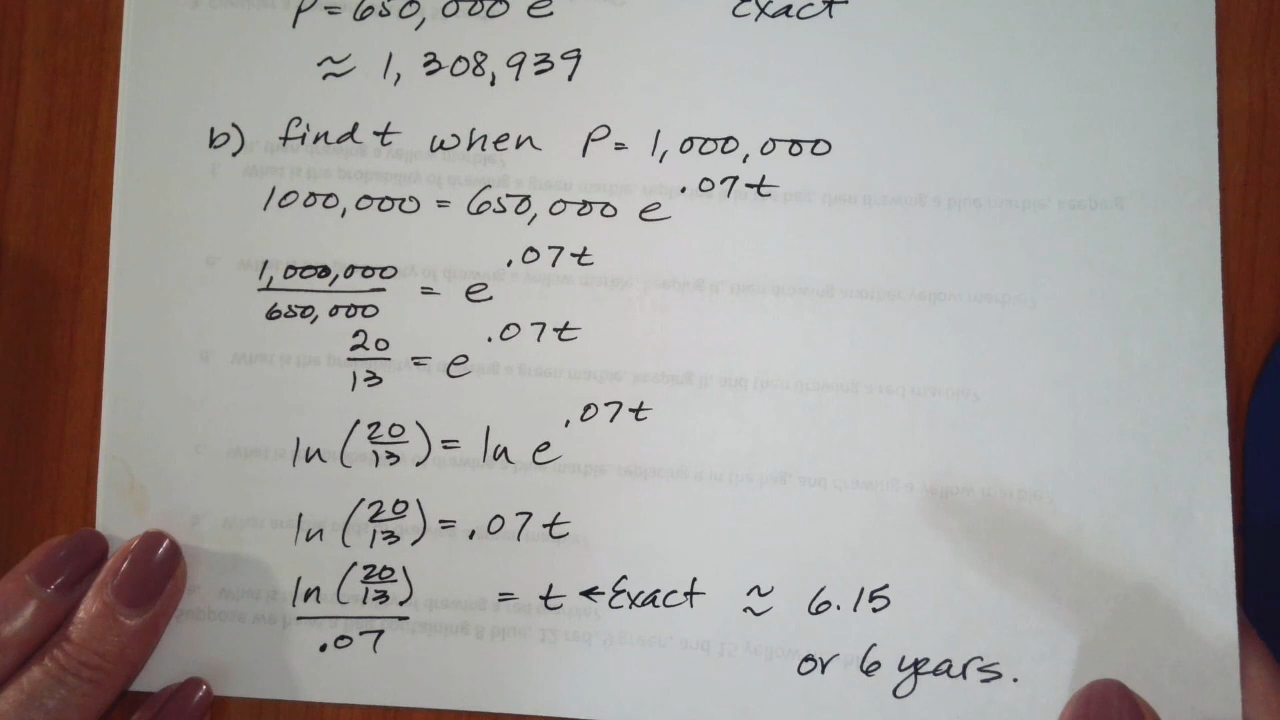 P = 650,000 e    Exact
≈ 1,308,939
b) find t when P = 1,000,000
1000,000 = 650,000 e^.07t
1,000,000/650,000 = e^.07t
20/13 = e^.07t
ln (20/13) = ln e^.07t
ln (20/13) = .07t
ln (20/13)/.07 = t ← Exact ≈ 6.15
or 6 years.